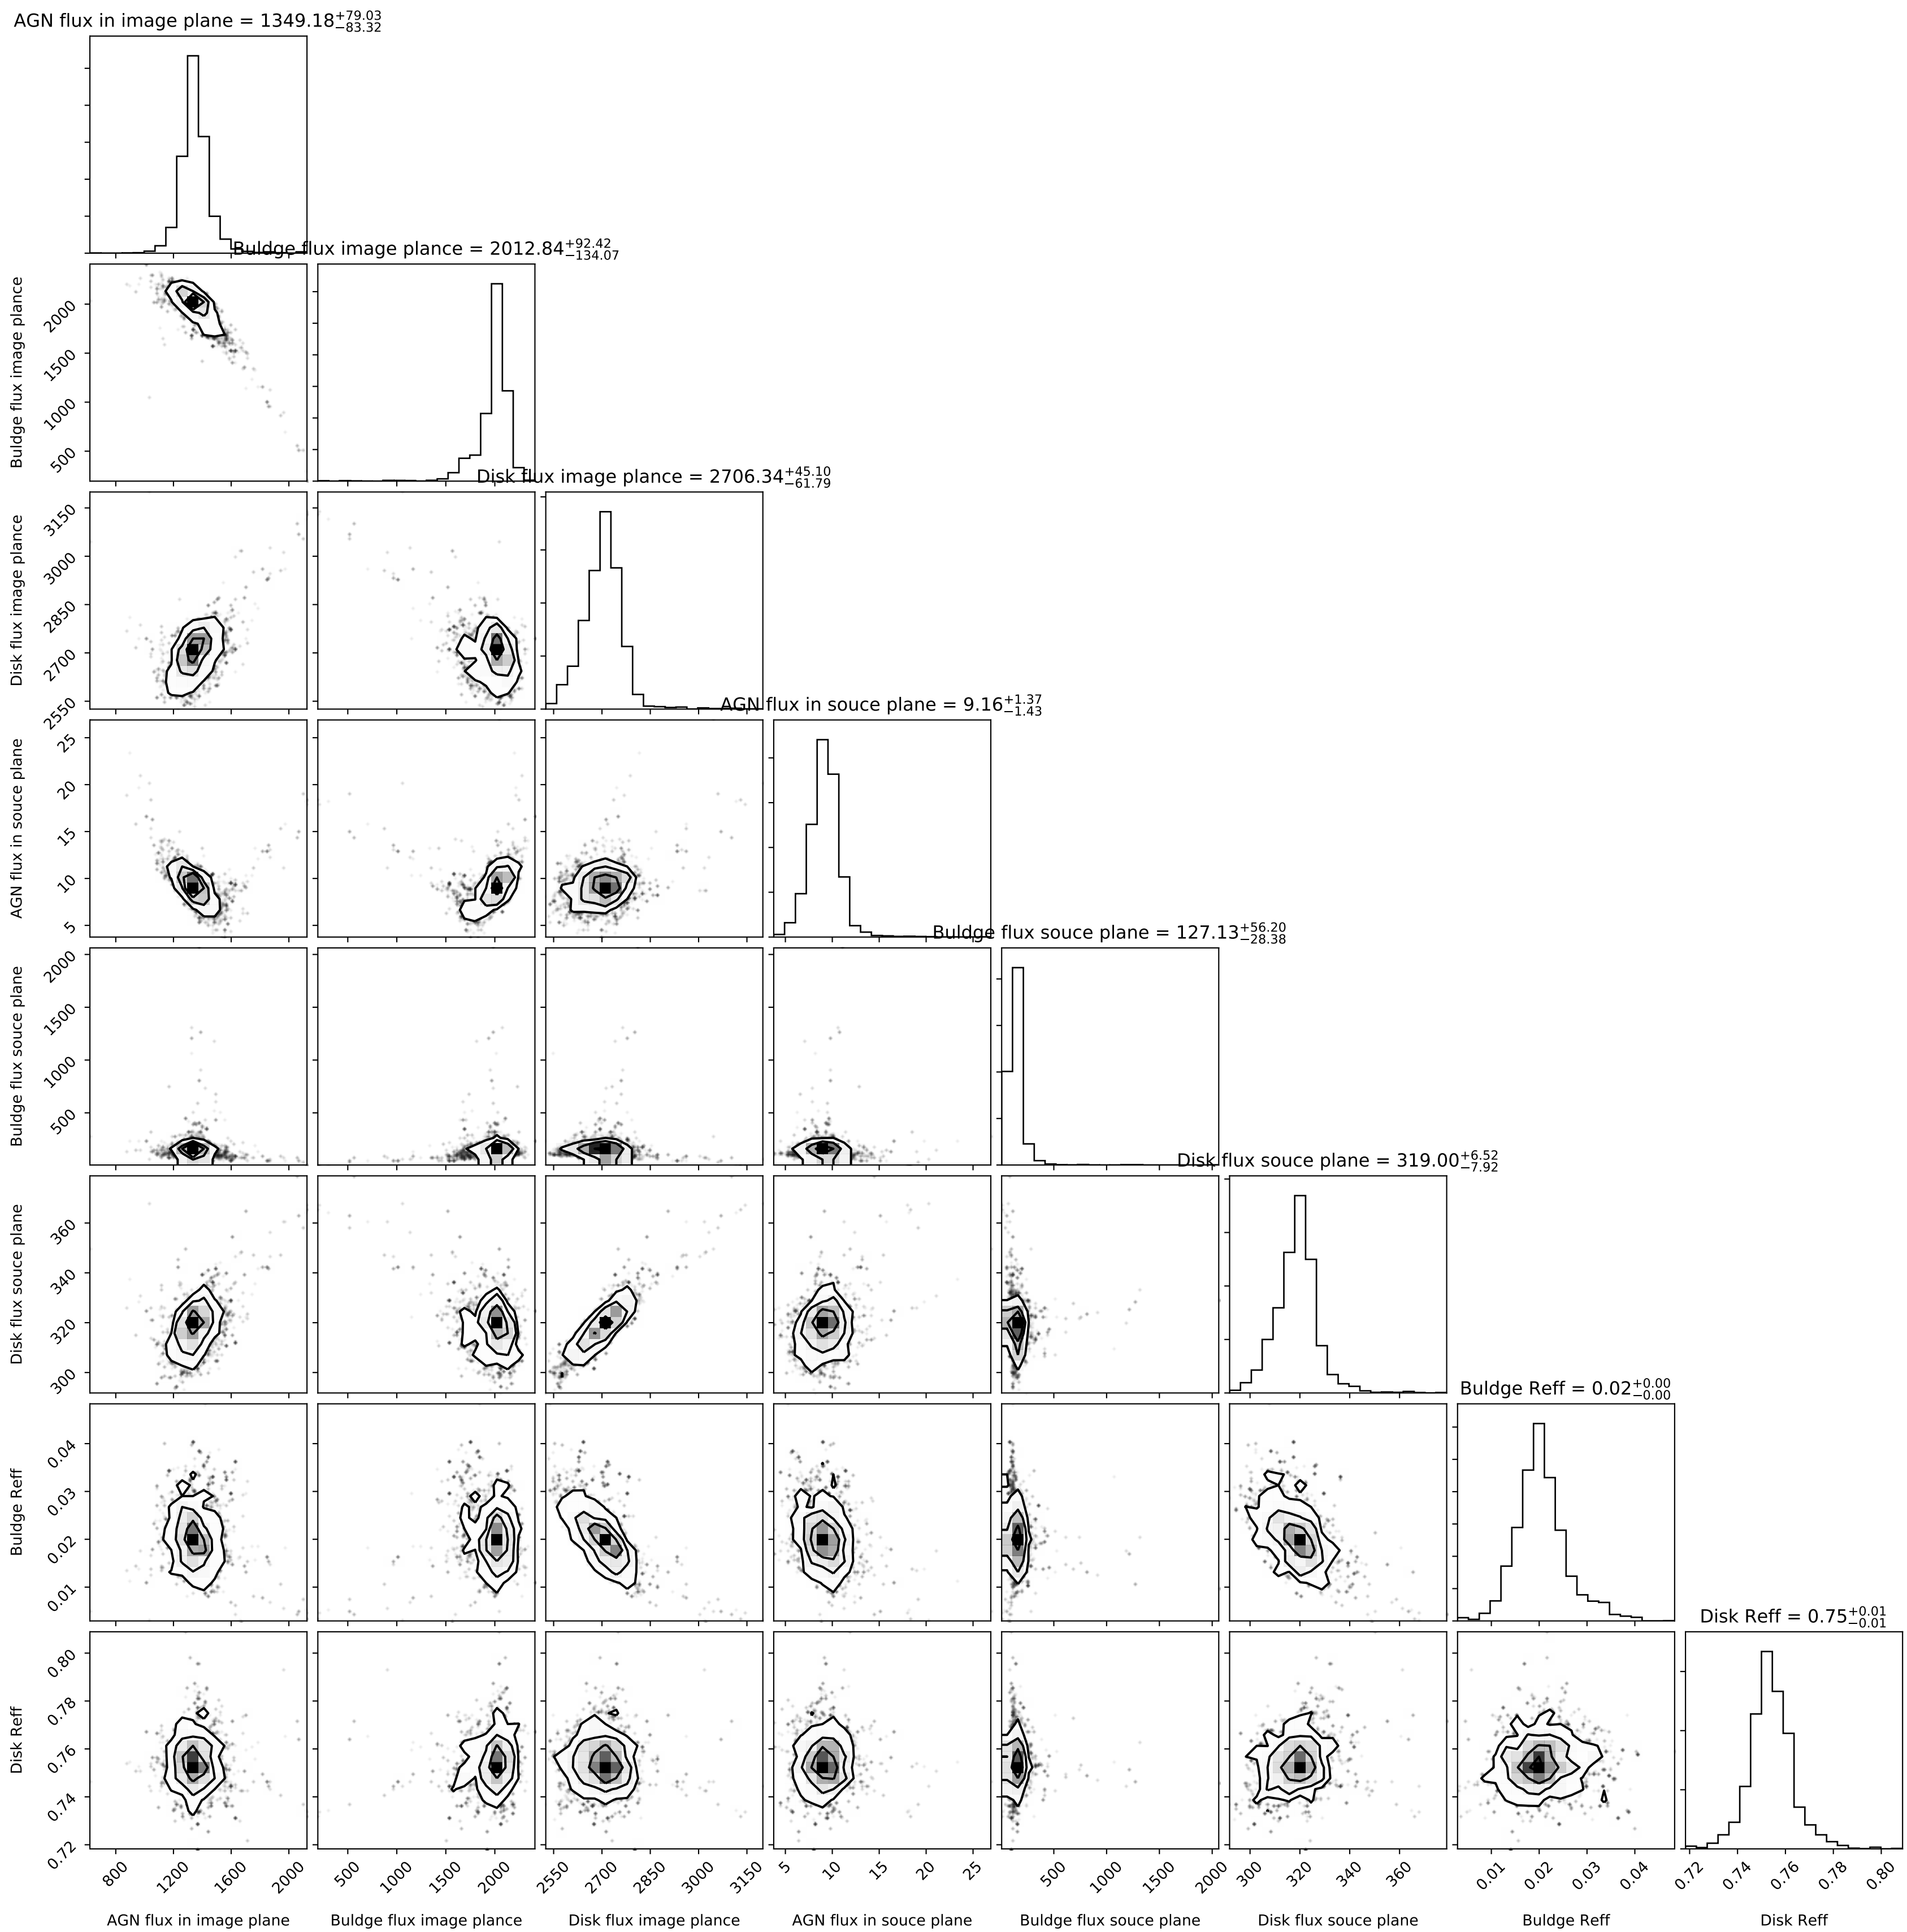 AGN flux in image plane = 1349.18+79.03−83.32
Buldge flux image plance = 2012.84+92.42−134.07
Buldge flux image plance
2000
1500
1000
500
Disk flux image plance = 2706.34+45.10−61.79
Disk flux image plance
3150
3000
2850
2700
2550
AGN flux in souce plane = 9.16+1.37−1.43
AGN flux in souce plane
25
20
15
10
5
Buldge flux souce plane = 127.13+56.20−28.38
Buldge flux souce plane
2000
1500
1000
500
Disk flux souce plane = 319.00+6.52−7.92
Disk flux souce plane
360
340
320
300
Buldge Reff = 0.02+0.00−0.00
Buldge Reff
0.04
0.03
0.02
0.01
Disk Reff = 0.75+0.01−0.01
Disk Reff
0.80
0.78
0.76
0.74
0.72
800 1200 1600 2000 500 1000 1500 2000 2550 2700 2850 3000 3150 5 10 15 20 25 500 1000 1500 2000 300 320 340 360 0.01 0.02 0.03 0.04 0.72 0.74 0.76 0.78 0.80
AGN flux in image plane Buldge flux image plance Disk flux image plance AGN flux in souce plane Buldge flux souce plane Disk flux souce plane Buldge Reff Disk Reff